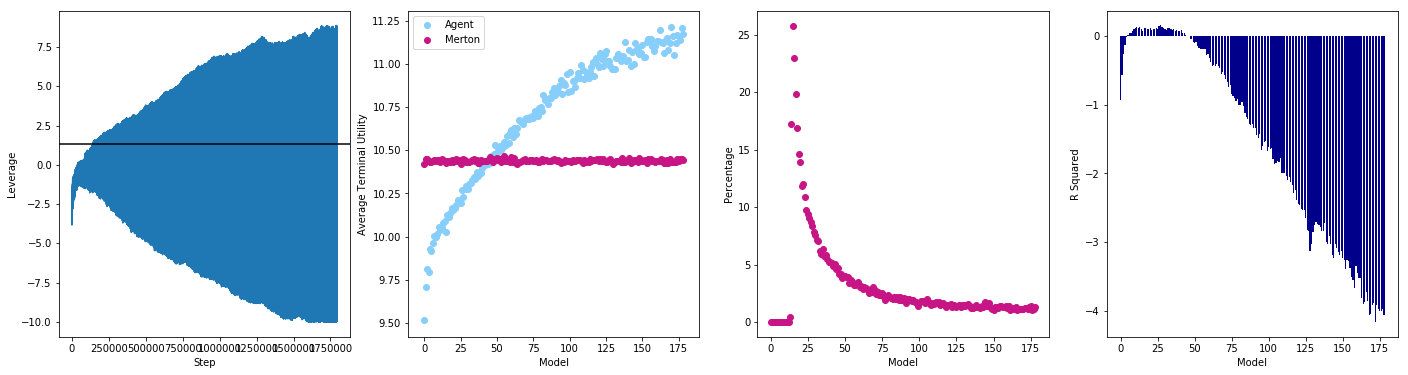 Leverage
7.5
5.0
2.5
0.0
−2.5
−5.0
−7.5
−10.0
0 250000 500000 750000 1000000 1250000 1500000 1750000
Step
Average Terminal Utility
11.25
11.00
10.75
10.50
10.25
10.00
9.75
9.50
Agent
Merton
0 25 50 75 100 125 150 175
Model
Percentage
25
20
15
10
5
0
0 25 50 75 100 125 150 175
Model
R Squared
0
−1
−2
−3
−4
0 25 50 75 100 125 150 175
Model